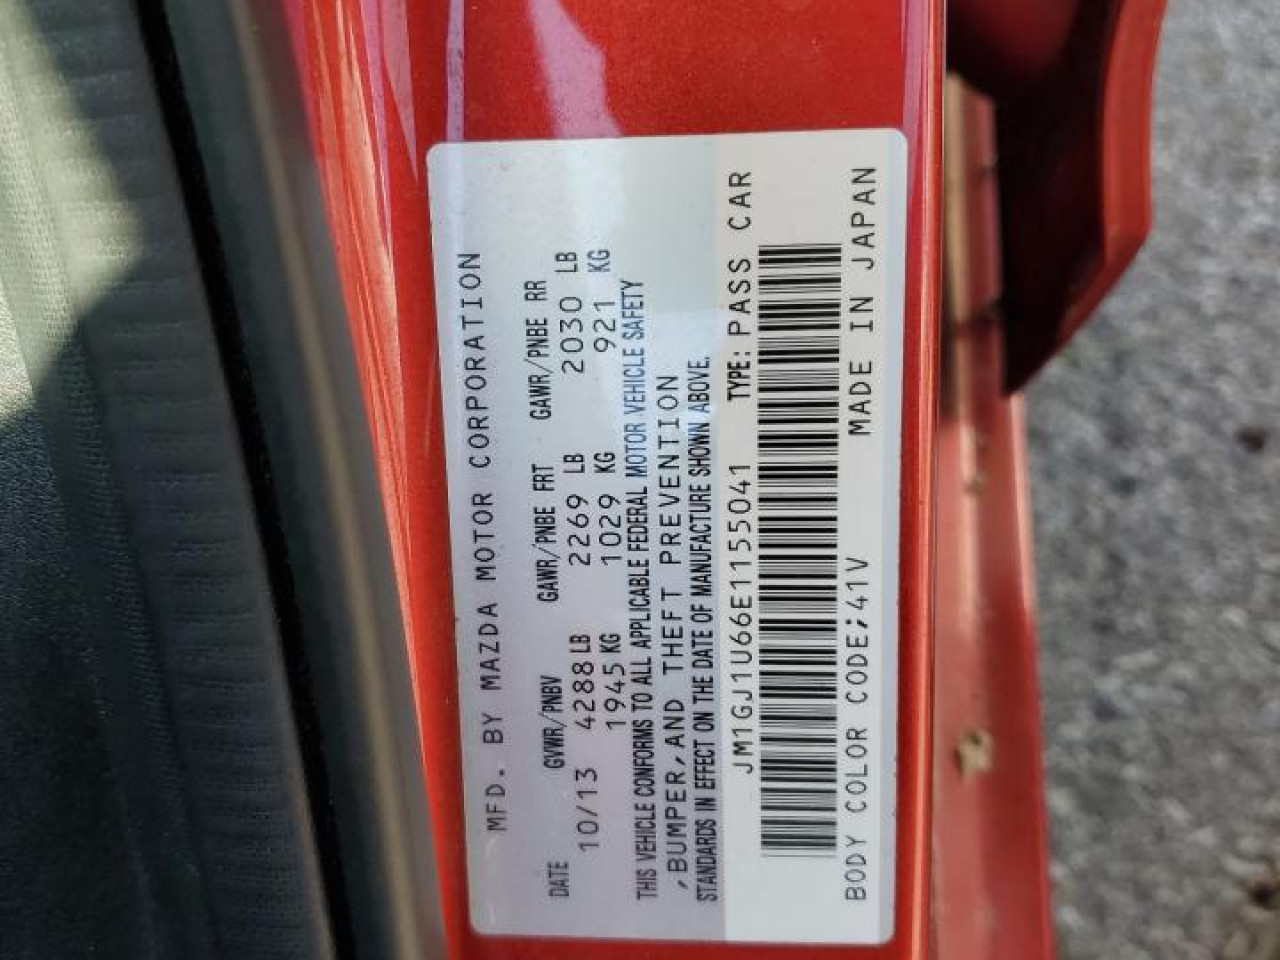 MFD. BY MAZDA MOTOR CORPORATION
DATE GVWR/PNBV GAWR/PNBE FRT GAWR/PNBE RR
10/13 4288 LB 2269 LB 2030 LB
1945 KG 1029 KG 921 KG
THIS VEHICLE CONFORMS TO ALL APPLICABLE FEDERAL MOTOR VEHICLE SAFETY
,BUMPER,AND THEFT PREVENTION
STANDARDS IN EFFECT ON THE DATE OF MANUFACTURE SHOWN ABOVE.
JM1GJ1U66E1155041 TYPE: PASS CAR
BODY COLOR CODE;41V MADE IN JAPAN